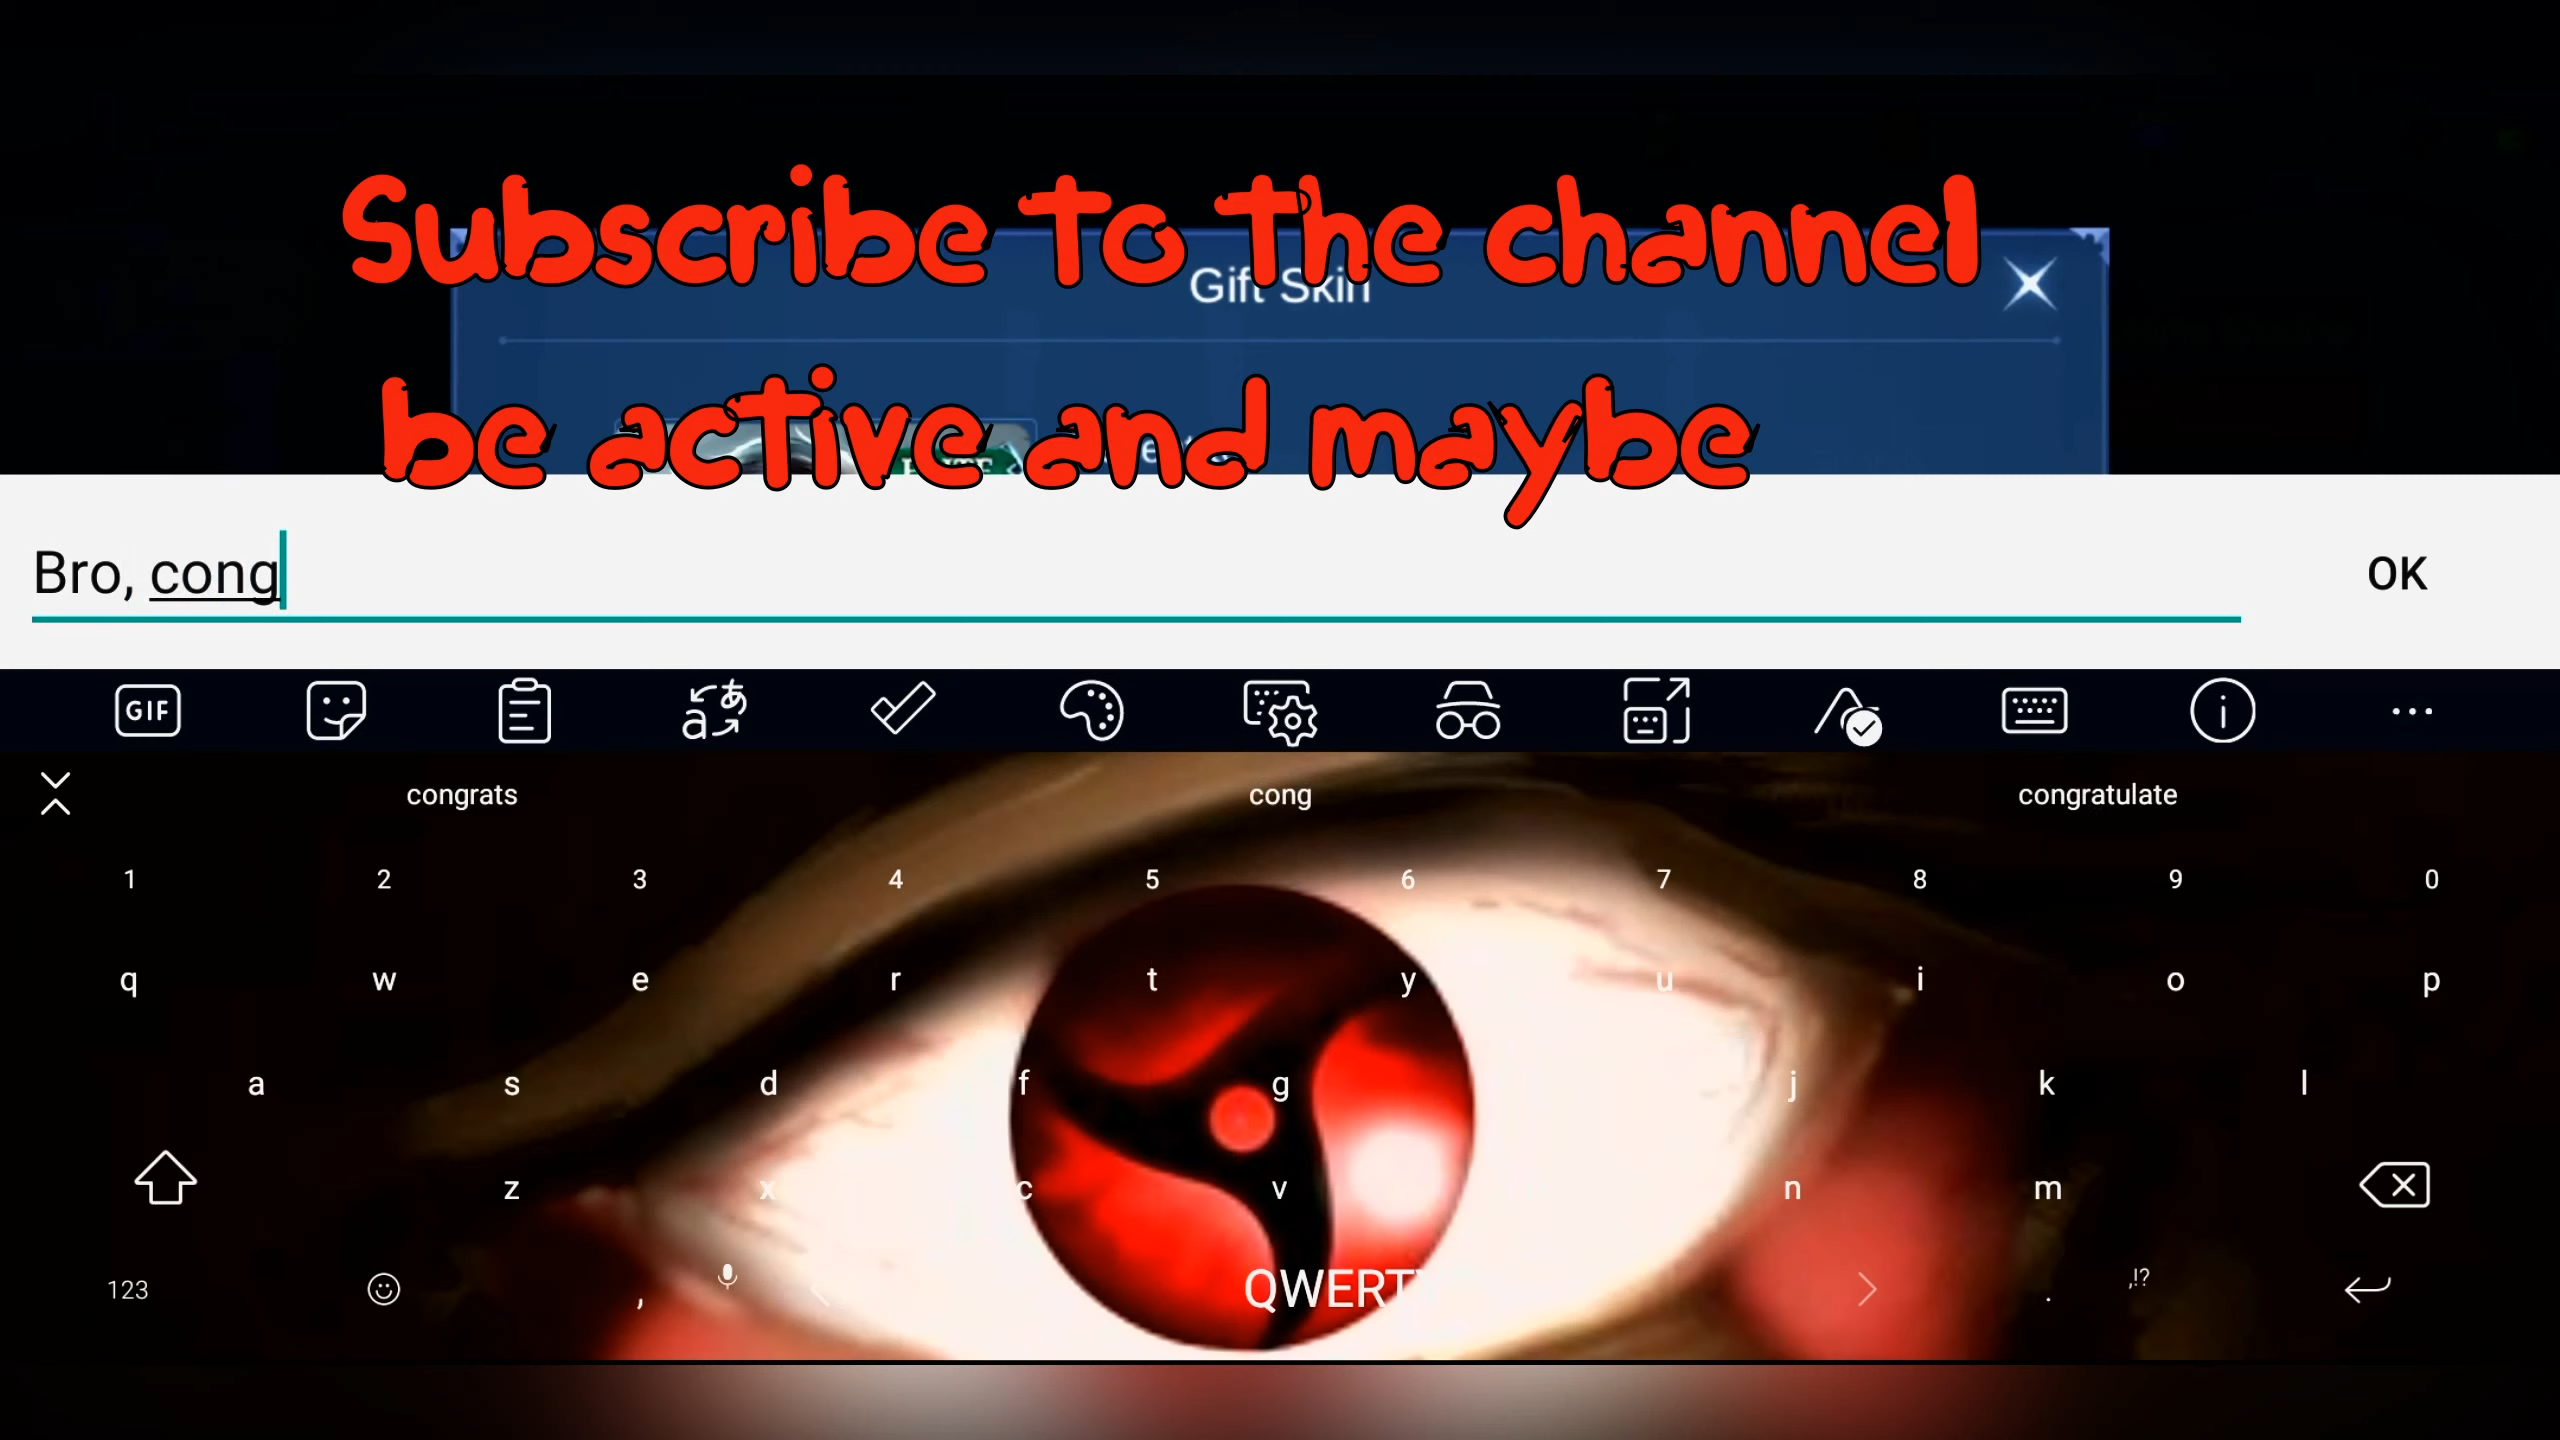 Subscribe to the channel
Gift Skin
be active and maybe
Bro, cong
OK
GIF
congrats cong congratulate
1 2 3 4 5 6 7 8 9 0
q w e r t y u i o p
a s d f g j k l
z x c v n m
123 , QWERT . ,!?